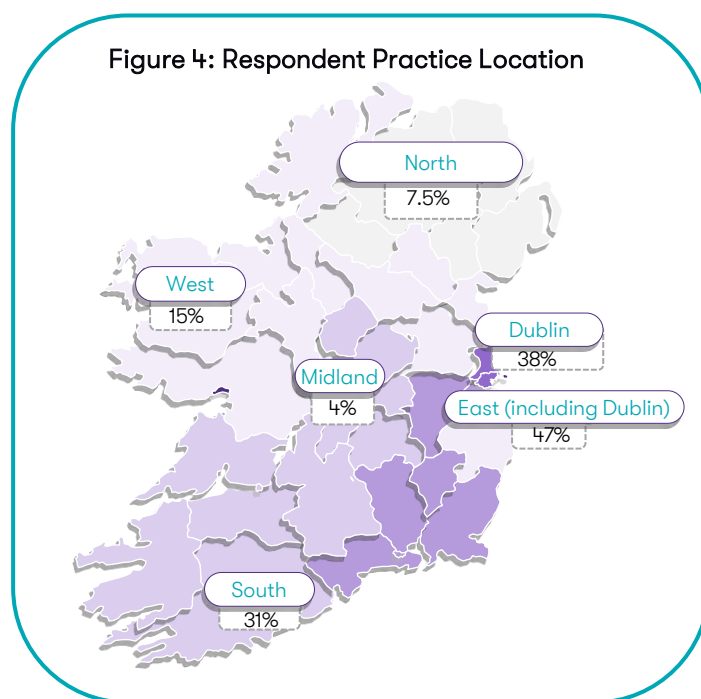 Figure 4: Respondent Practice Location
North
7.5%
West
15%
Dublin
38%
Midland
4%
East (including Dublin)
47%
South
31%